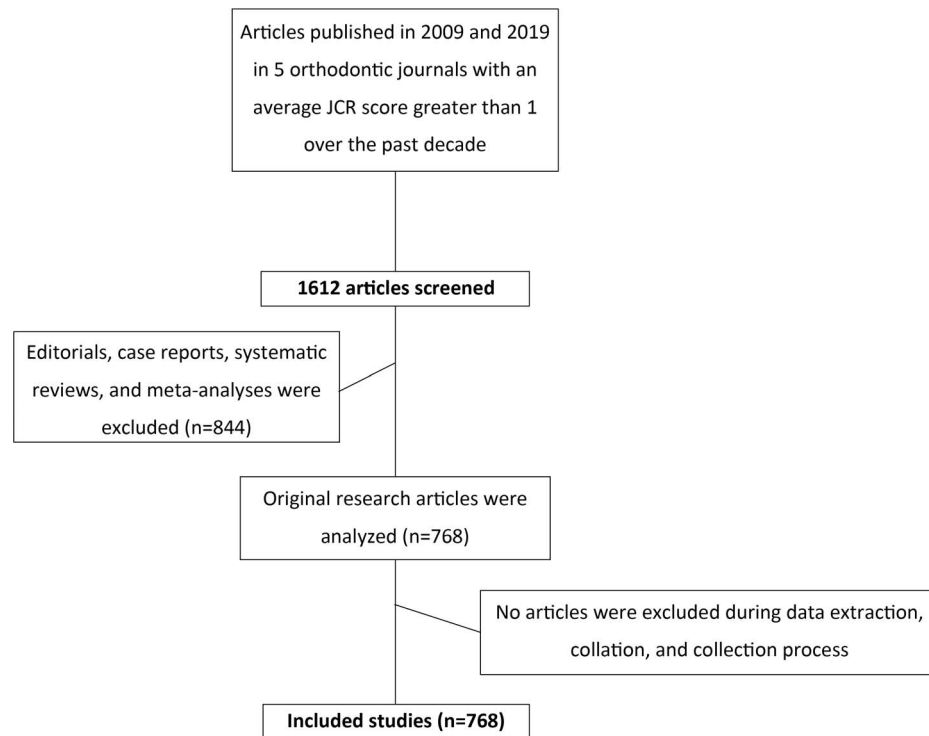 Articles published in 2009 and 2019
in 5 orthodontic journals with an
average JCR score greater than 1
over the past decade
1612 articles screened
Editorials, case reports, systematic
reviews, and meta-analyses were
excluded (n=844)
Original research articles were
analyzed (n=768)
No articles were excluded during data extraction,
collation, and collection process
Included studies (n=768)